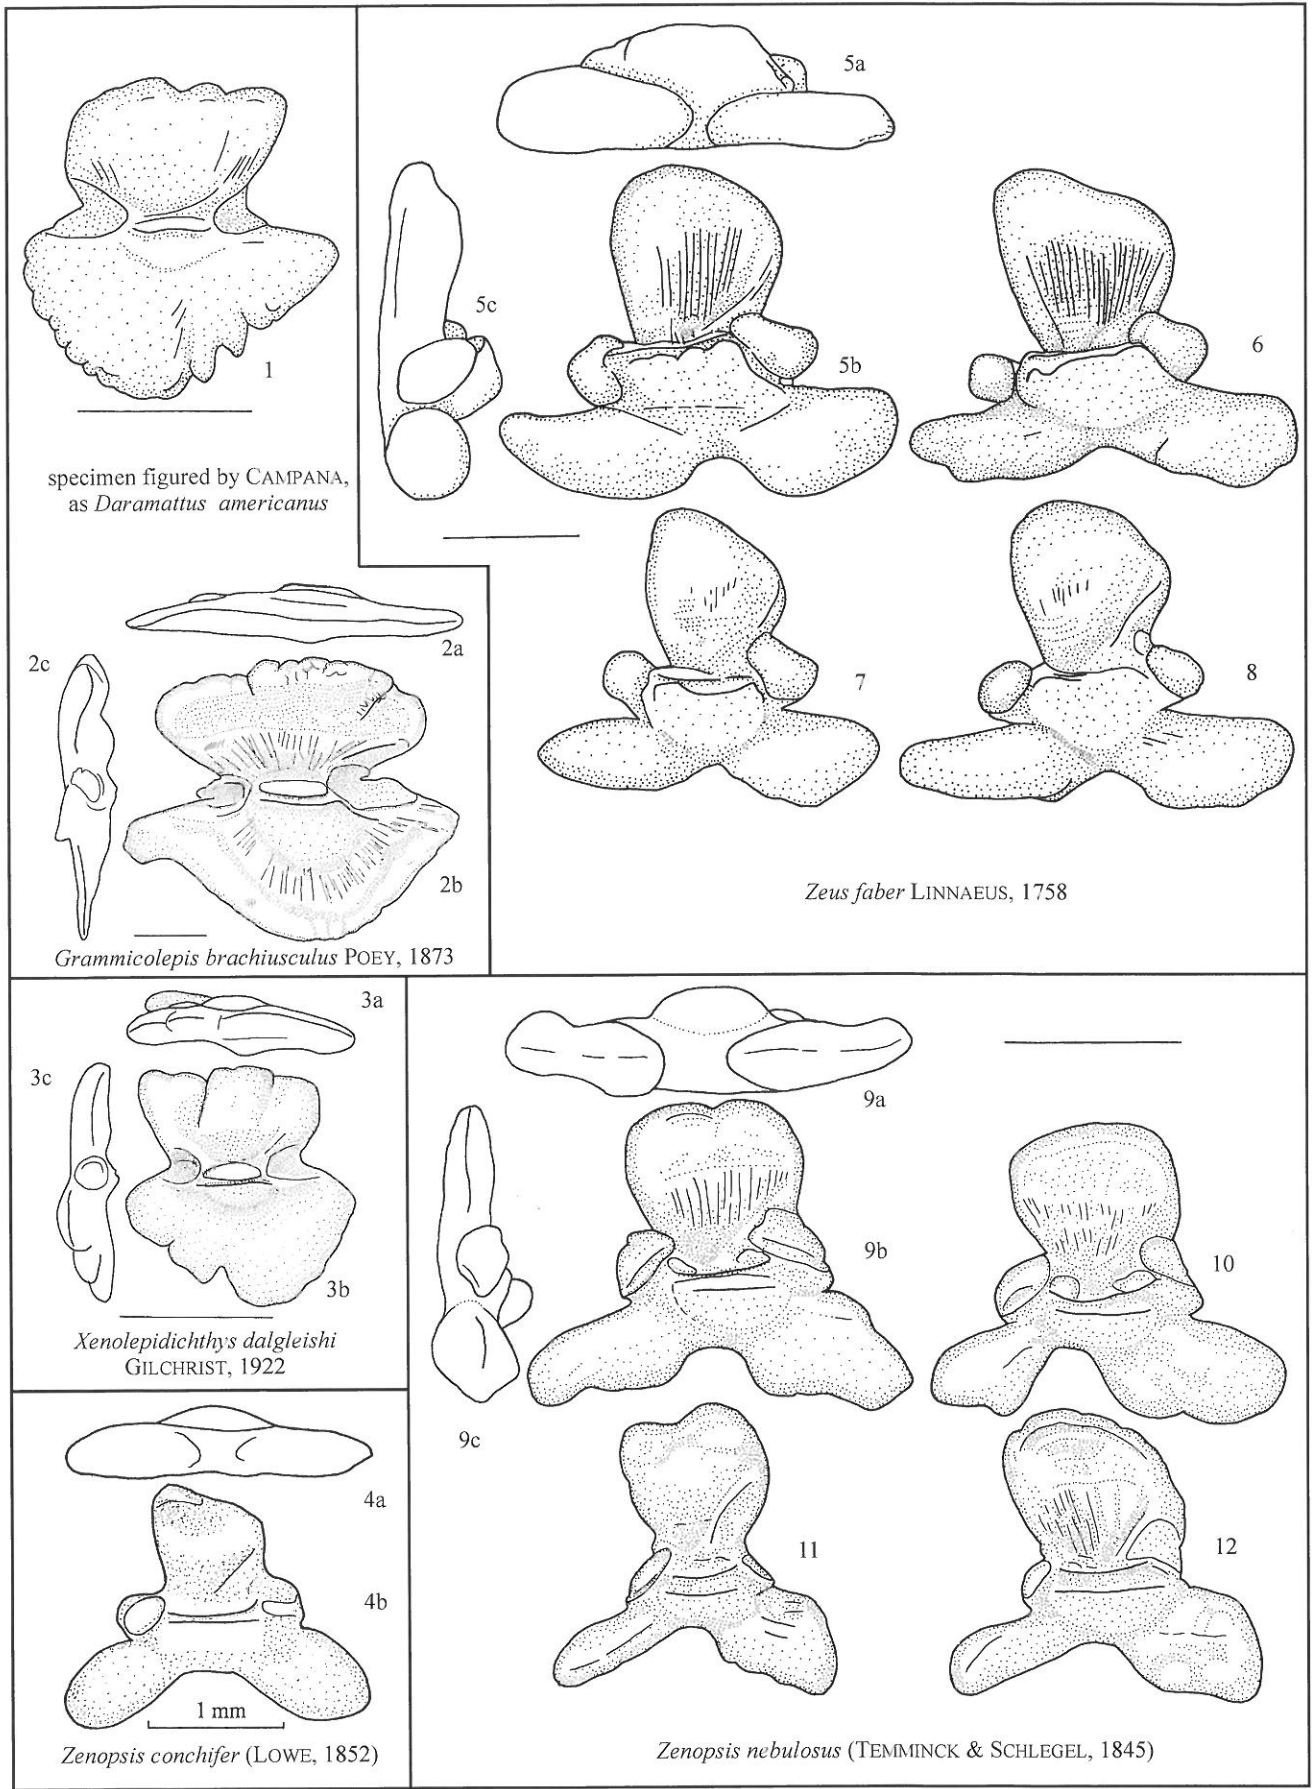 1
specimen figured by CAMPANA,
as Daramattus americanus
5a
5c
5b
6
7
8
Zeus faber LINNAEUS, 1758
2a
2c
2b
Grammicolepis brachiusculus POEY, 1873
3a
3c
3b
Xenolepidichthys dalgleishi
GILCHRIST, 1922
4a
4b
1 mm
Zenopsis conchifer (LOWE, 1852)
9a
9b
9c
10
11
12
Zenopsis nebulosus (TEMMINCK & SCHLEGEL, 1845)